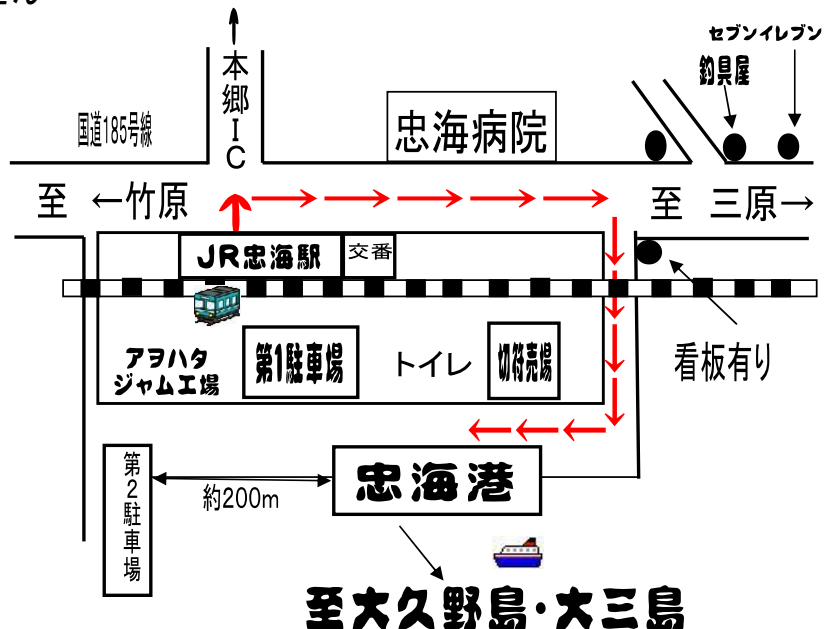 セブンイレブン
釣具屋
本郷IC
国道185号線
忠海病院
至 ←竹原
至 三原→
JR忠海駅
交番
アヲハタ
ジャム工場
第1駐車場
トイレ
切符売場
看板有り
第2駐車場
約200m
忠海港
至大久野島・大三島